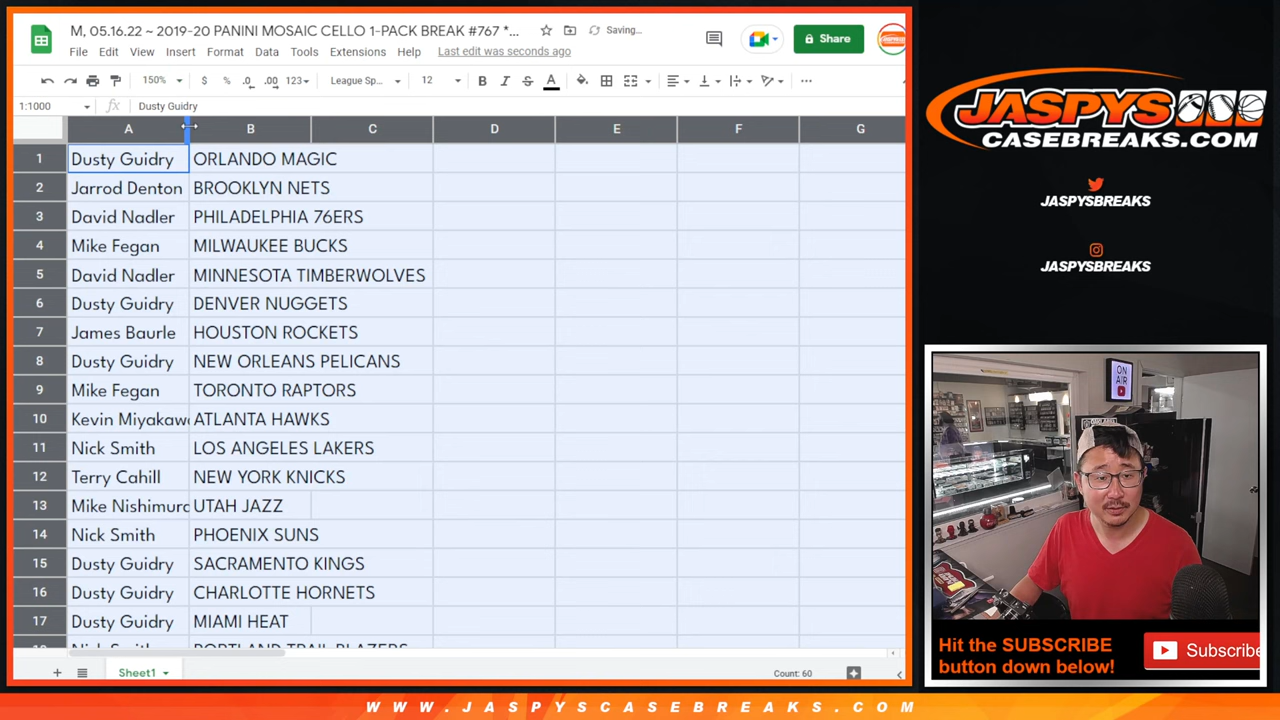 M, 05.16.22 ~ 2019-20 PANINI MOSAIC CELLO 1-PACK BREAK #767 *...
Saving...
File Edit View Insert Format Data Tools Extensions Help Last edit was seconds ago
Share
150% $ % .0 .00 123 League Sp... 12 B I S A
1:1000 fx Dusty Guidry
A B C D E F G
1 Dusty Guidry ORLANDO MAGIC
2 Jarrod Denton BROOKLYN NETS
3 David Nadler PHILADELPHIA 76ERS
4 Mike Fegan MILWAUKEE BUCKS
5 David Nadler MINNESOTA TIMBERWOLVES
6 Dusty Guidry DENVER NUGGETS
7 James Baurle HOUSTON ROCKETS
8 Dusty Guidry NEW ORLEANS PELICANS
9 Mike Fegan TORONTO RAPTORS
10 Kevin Miyakaw ATLANTA HAWKS
11 Nick Smith LOS ANGELES LAKERS
12 Terry Cahill NEW YORK KNICKS
13 Mike Nishimura UTAH JAZZ
14 Nick Smith PHOENIX SUNS
15 Dusty Guidry SACRAMENTO KINGS
16 Dusty Guidry CHARLOTTE HORNETS
17 Dusty Guidry MIAMI HEAT
18 Nick Smith PORTLAND TRAIL BLAZERS
Sheet1
Count: 60
JASPYS
CASEBREAKS.COM
JASPYSBREAKS
JASPYSBREAKS
ON
AIR
Hit the SUBSCRIBE
button down below!
Subscribe
WWW.JASPYSCASEBREAKS.COM